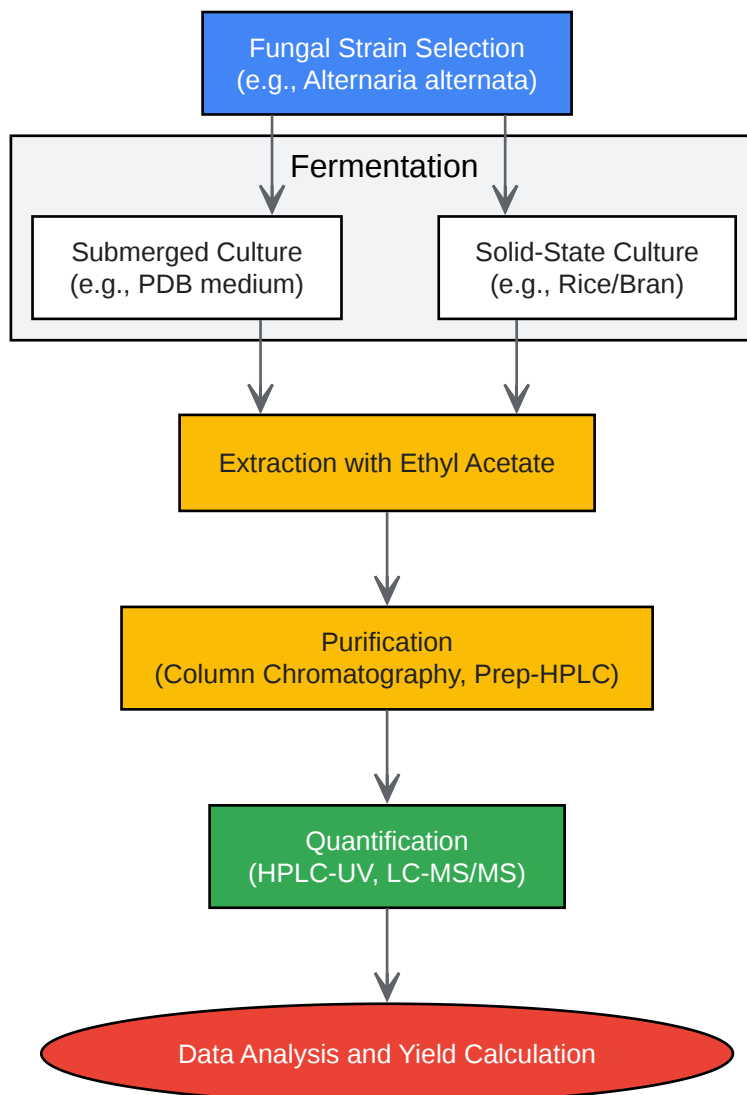 Fungal Strain Selection
(e.g., Alternaria alternata)
Fermentation
Submerged Culture
(e.g., PDB medium)
Solid-State Culture
(e.g., Rice/Bran)
Extraction with Ethyl Acetate
Purification
(Column Chromatography, Prep-HPLC)
Quantification
(HPLC-UV, LC-MS/MS)
Data Analysis and Yield Calculation